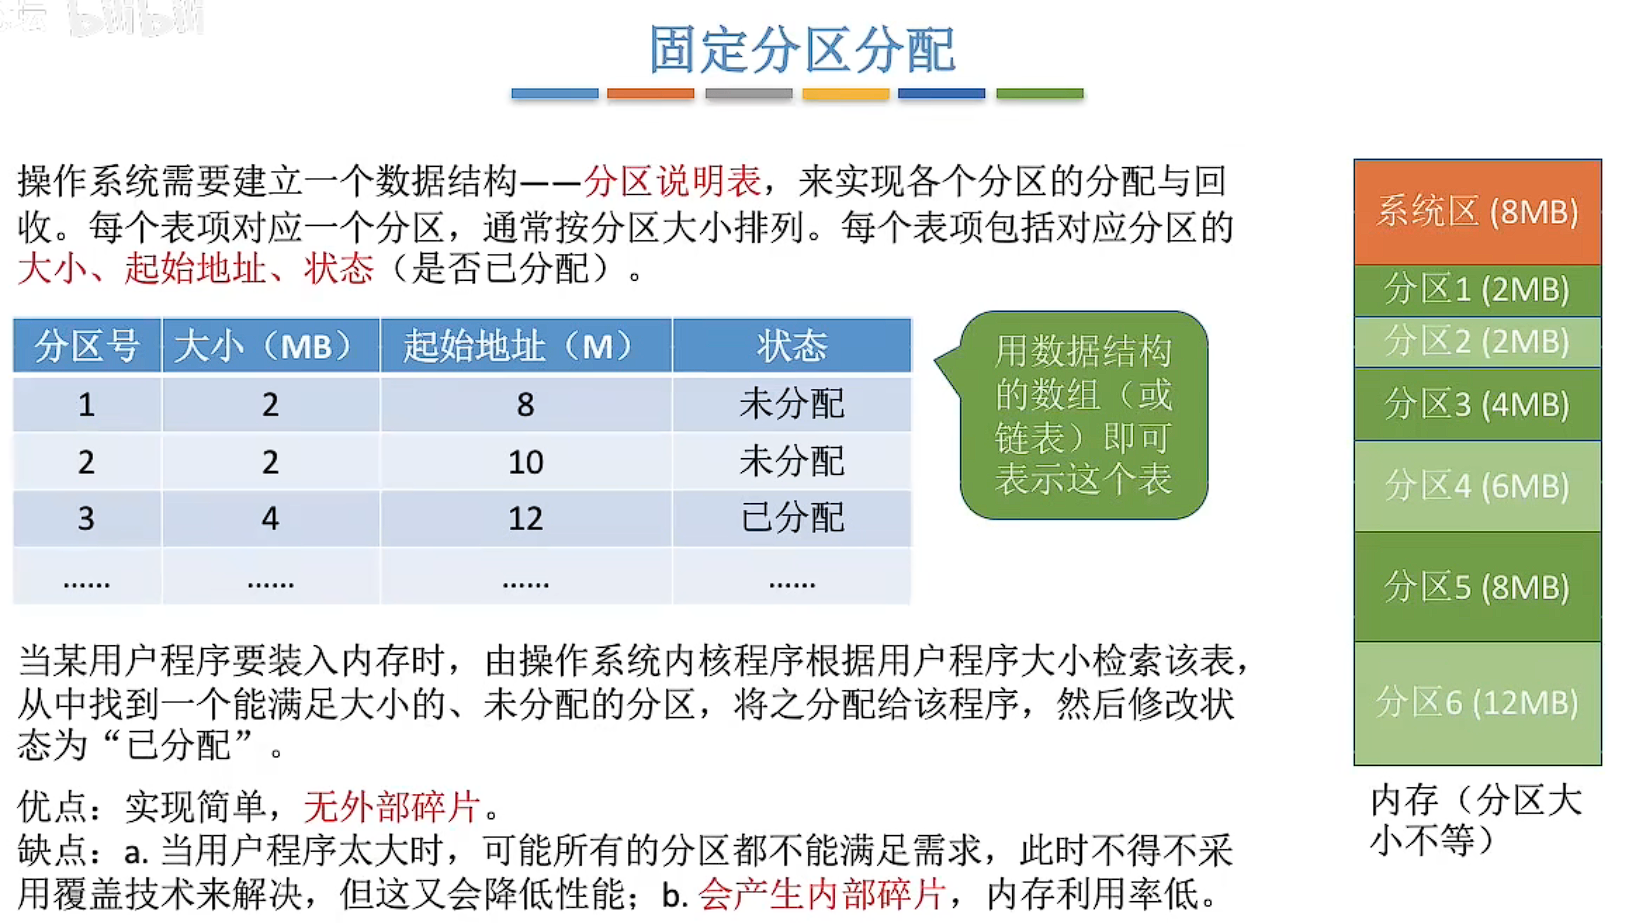 坛 bilibili
固定分区分配
操作系统需要建立一个数据结构——分区说明表，来实现各个分区的分配与回
收。每个表项对应一个分区，通常按分区大小排列。每个表项包括对应分区的
大小、起始地址、状态（是否已分配）。
分区号 大小（MB） 起始地址（M） 状态
1 2 8 未分配
2 2 10 未分配
3 4 12 已分配
...... ...... ...... ......
用数据结构
的数组（或
链表）即可
表示这个表
当某用户程序要装入内存时，由操作系统内核程序根据用户程序大小检索该表，
从中找到一个能满足大小的、未分配的分区，将之分配给该程序，然后修改状
态为“已分配”。
优点：实现简单，无外部碎片。
缺点：a. 当用户程序太大时，可能所有的分区都不能满足需求，此时不得不采
用覆盖技术来解决，但这又会降低性能；b. 会产生内部碎片，内存利用率低。
系统区 (8MB)
分区1 (2MB)
分区2 (2MB)
分区3 (4MB)
分区4 (6MB)
分区5 (8MB)
分区6 (12MB)
内存（分区大
小不等）